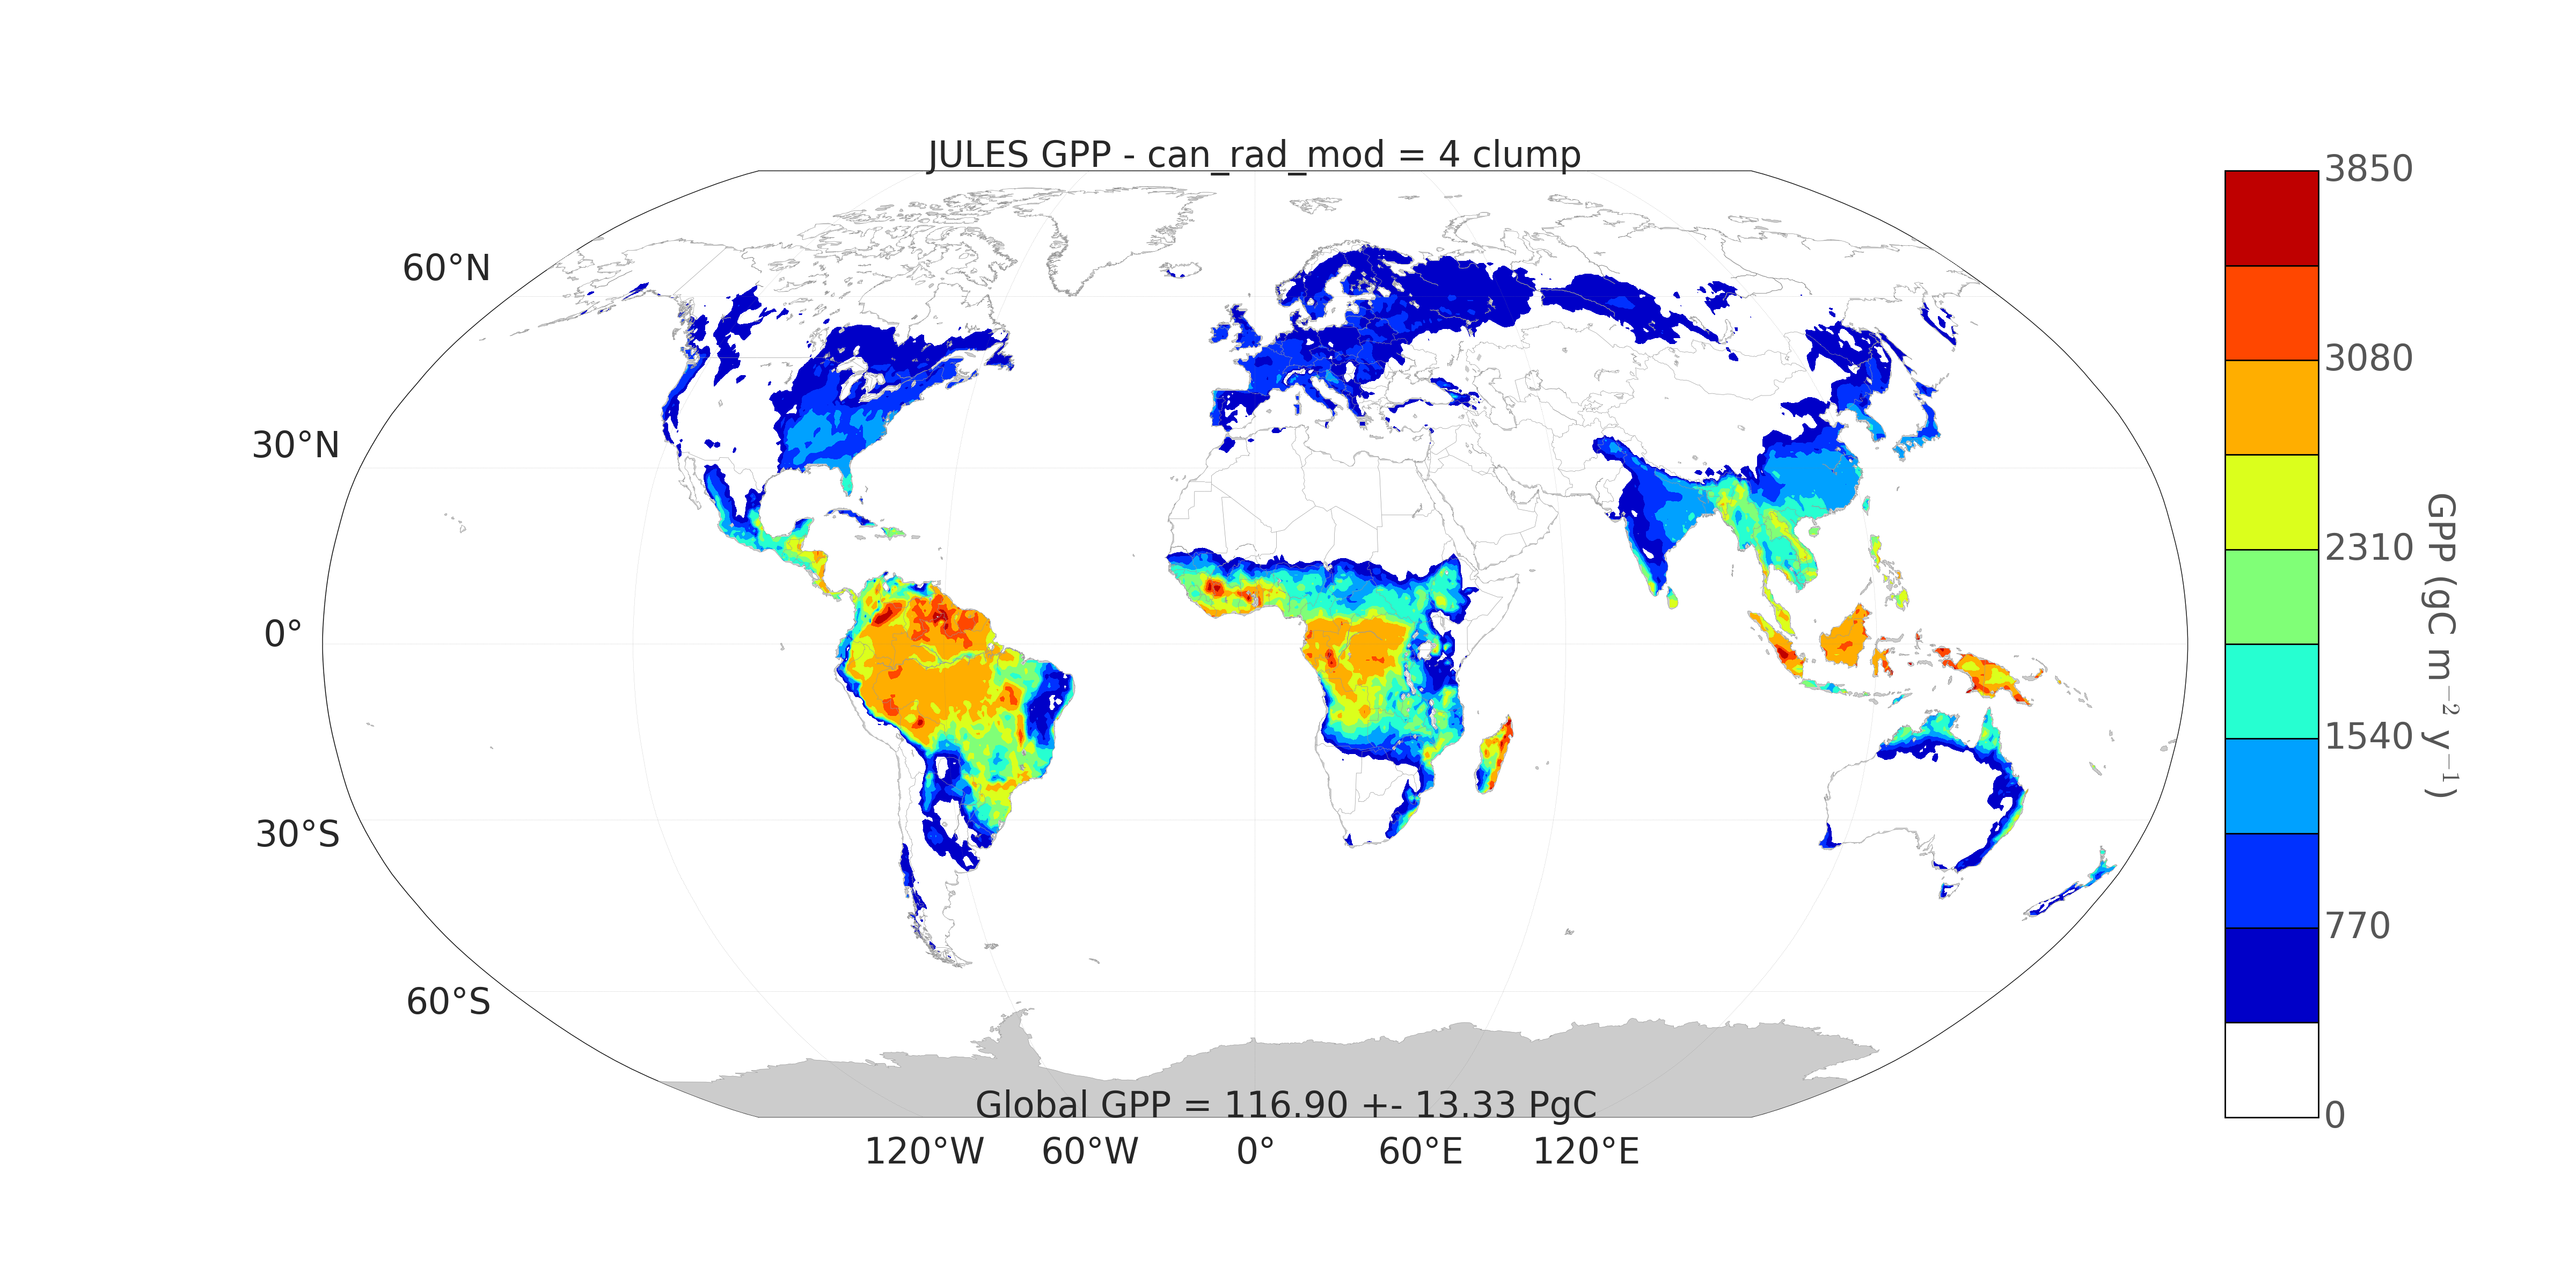 JULES GPP - can_rad_mod = 4 clump
60°N
30°N
0°
30°S
60°S
Global GPP = 116.90 +- 13.33 PgC
120°W 60°W 0° 60°E 120°E
3850
3080
2310
1540
770
0
GPP (gC m⁻² y⁻¹)